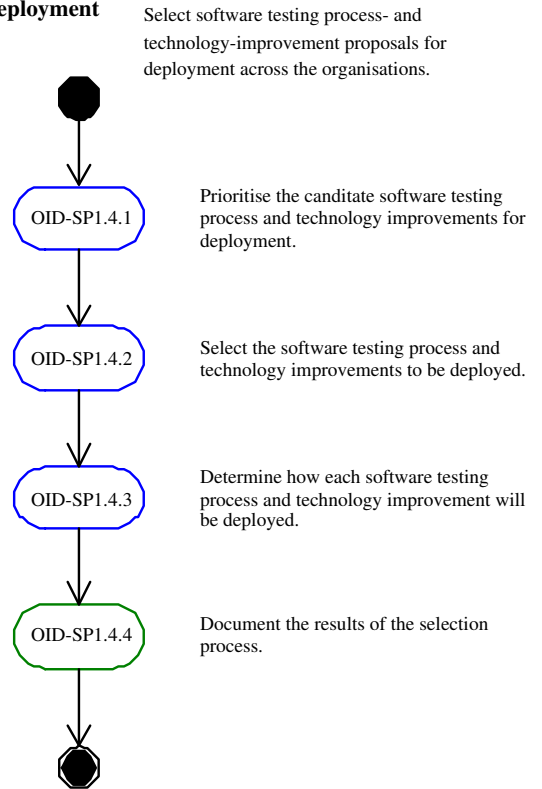 eployment
Select software testing process- and
technology-improvement proposals for
deployment across the organisations.
OID-SP1.4.1
Prioritise the canditate software testing
process and technology improvements for
deployment.
OID-SP1.4.2
Select the software testing process and
technology improvements to be deployed.
OID-SP1.4.3
Determine how each software testing
process and technology improvement will
be deployed.
OID-SP1.4.4
Document the results of the selection
process.